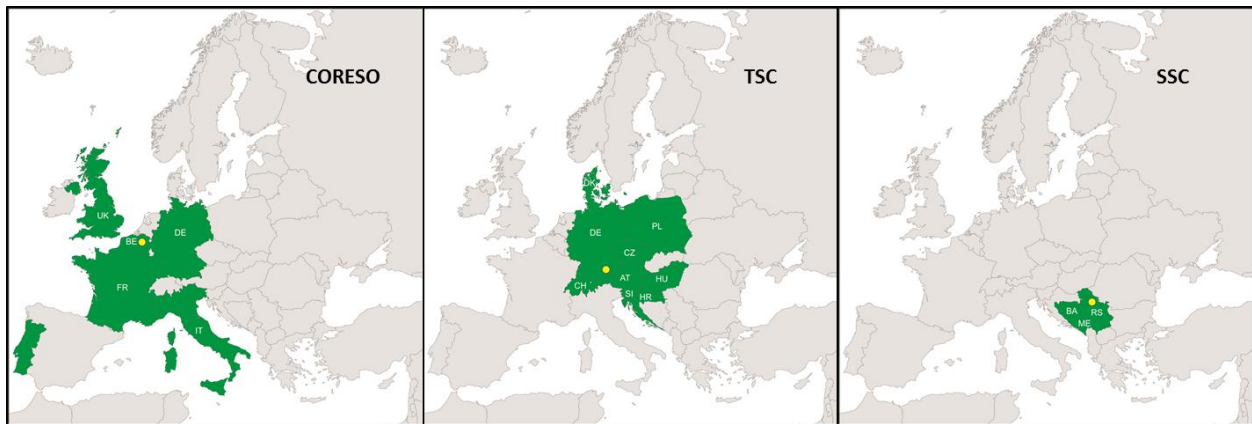 CORESO
UK
BE
DE
FR
IT
TSC
DK
DE
PL
CZ
AT
HU
CH
SI
HR
SSC
BA
RS
ME